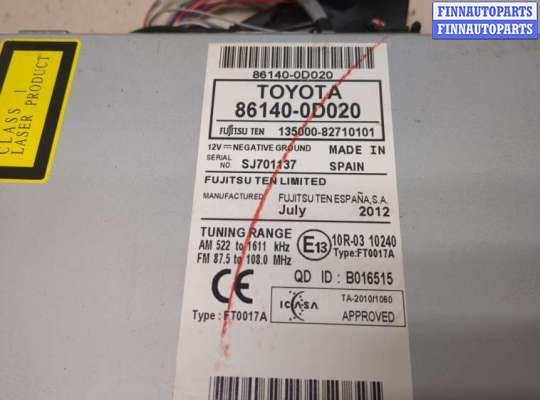 FINNAUTOPARTS
FINNAUTOPARTS
CLASS 1
LASER PRODUCT
86140-0D020
TOYOTA
86140-0D020
FUJITSU TEN 135000-82710101
12V NEGATIVE GROUND MADE IN
SERIAL NO. SJ701137 SPAIN
FUJITSU TEN LIMITED
MANUFACTURED FUJITSU TEN ESPAÑA,S.A.
July 2012
TUNING RANGE
AM 522 to 1611 kHz
FM 87.5 to 108.0 MHz
E13 10R-03 10240
Type:FT0017A
QD ID : B016515
CE
ICASA TA-2010/1060
APPROVED
Type : FT0017A